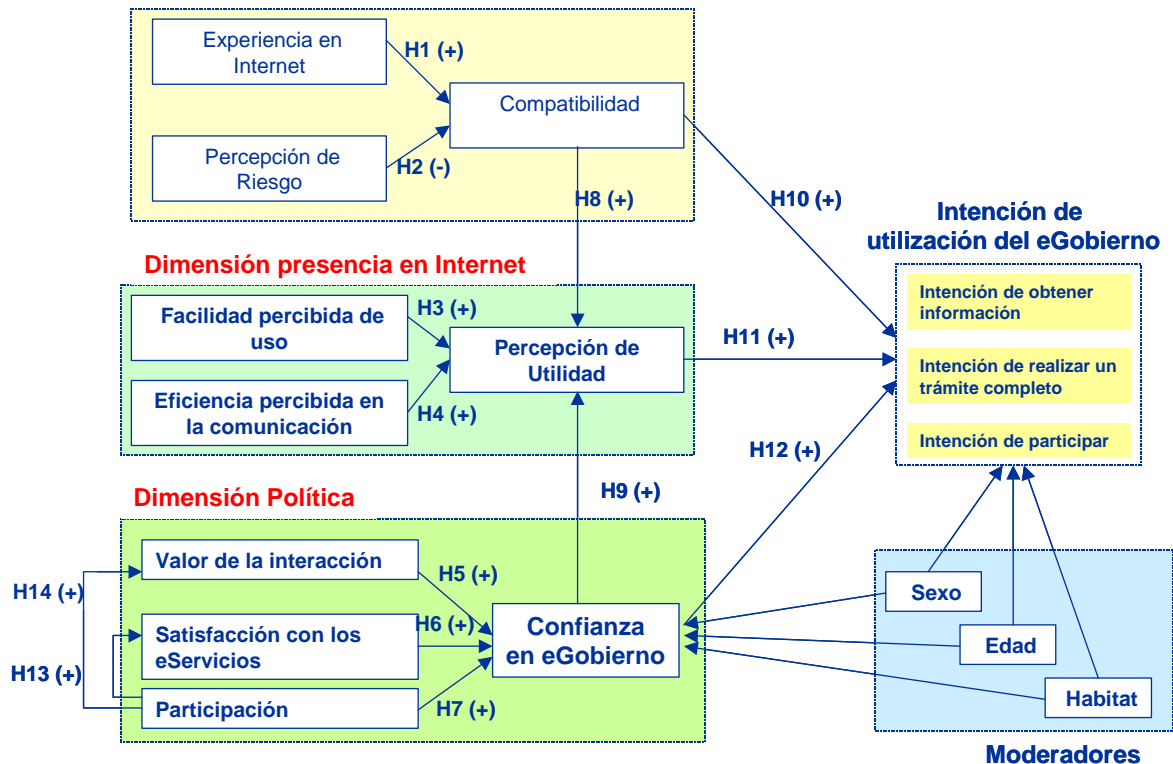 Experiencia en
Internet
H1 (+)
Compatibilidad
Percepción de
Riesgo
H2 (-)
H8 (+)
H10 (+)
Intención de
utilización del eGobierno
Dimensión presencia en Internet
Intención de obtener
información
Facilidad percibida de
uso
H3 (+)
Percepción de
Utilidad
H11 (+)
Intención de realizar un
trámite completo
Eficiencia percibida en
la comunicación
H4 (+)
Intención de participar
H12 (+)
H9 (+)
Dimensión Política
Valor de la interacción
H5 (+)
H14 (+)
Sexo
Satisfacción con los
eServicios
H6 (+)
Confianza
en eGobierno
Edad
H13 (+)
Participación
H7 (+)
Habitat
Moderadores